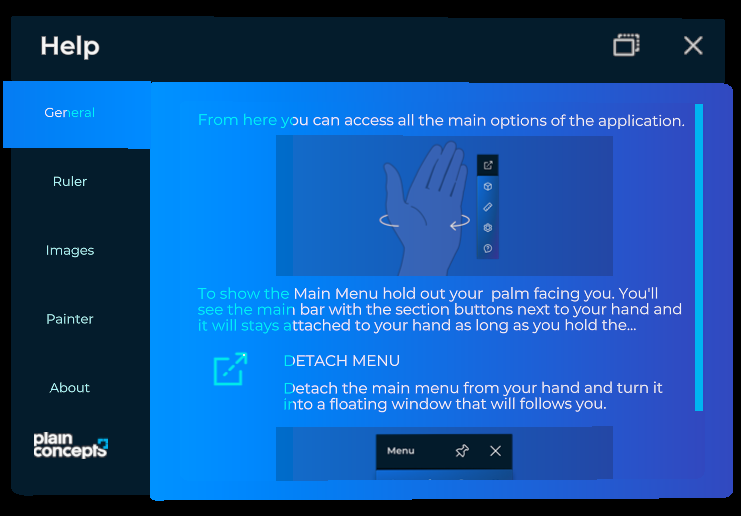 Help
General
Ruler
Images
Painter
About
plain
concepts
From here you can access all the main options of the application.
To show the Main Menu hold out your palm facing you. You'll
see the main bar with the section buttons next to your hand and
it will stays attached to your hand as long as you hold the...
DETACH MENU
Detach the main menu from your hand and turn it
into a floating window that will follows you.
Menu